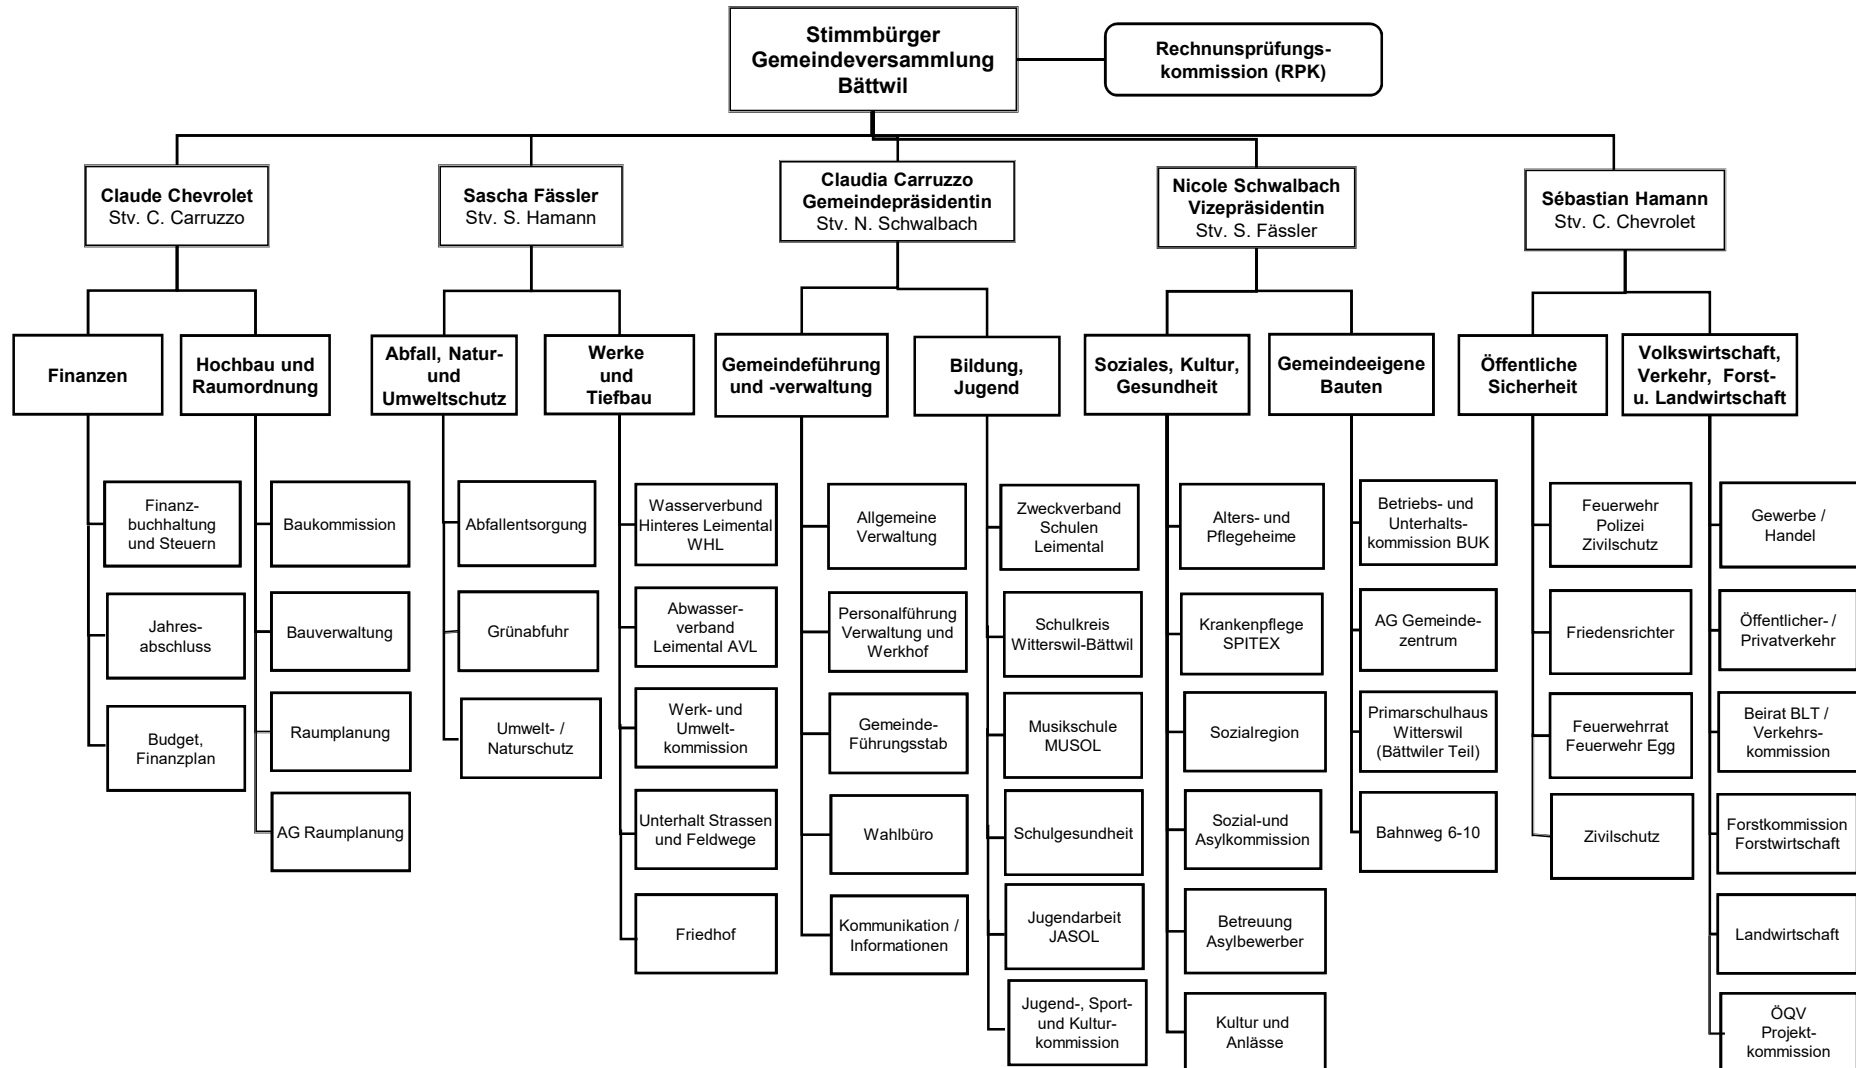 Stimmbürger
Gemeindeversammlung
Bättwil
Rechnunsprüfungs-
kommission (RPK)
Claude Chevrolet
Stv. C. Carruzzo
Sascha Fässler
Stv. S. Hamann
Claudia Carruzzo
Gemeindepräsidentin
Stv. N. Schwalbach
Nicole Schwalbach
Vizepräsidentin
Stv. S. Fässler
Sébastian Hamann
Stv. C. Chevrolet
Finanzen
Hochbau und
Raumordnung
Abfall, Natur-
und
Umweltschutz
Werke
und
Tiefbau
Gemeindeführung
und -verwaltung
Bildung,
Jugend
Soziales, Kultur,
Gesundheit
Gemeindeeigene
Bauten
Öffentliche
Sicherheit
Volkswirtschaft,
Verkehr, Forst-
u. Landwirtschaft
Finanz-
buchhaltung
und Steuern
Jahres-
abschluss
Budget,
Finanzplan
Baukommission
Bauverwaltung
Raumplanung
AG Raumplanung
Abfallentsorgung
Grünabfuhr
Umwelt- /
Naturschutz
Wasserverbund
Hinteres Leimental
WHL
Abwasser-
verband
Leimental AVL
Werk- und
Umwelt-
kommission
Unterhalt Strassen
und Feldwege
Friedhof
Allgemeine
Verwaltung
Personalführung
Verwaltung und
Werkhof
Gemeinde-
Führungsstab
Wahlbüro
Kommunikation /
Informationen
Zweckverband
Schulen
Leimental
Schulkreis
Witterswil-Bättwil
Musikschule
MUSOL
Schulgesundheit
Jugendarbeit
JASOL
Jugend-, Sport-
und Kultur-
kommission
Alters- und
Pflegeheime
Krankenpflege
SPITEX
Sozialregion
Sozial-und
Asylkommission
Betreuung
Asylbewerber
Kultur und
Anlässe
Betriebs- und
Unterhalts-
kommission BUK
AG Gemeinde-
zentrum
Primarschulhaus
Witterswil
(Bättwiler Teil)
Bahnweg 6-10
Feuerwehr
Polizei
Zivilschutz
Friedensrichter
Feuerwehrrat
Feuerwehr Egg
Zivilschutz
Gewerbe /
Handel
Öffentlicher- /
Privatverkehr
Beirat BLT /
Verkehrs-
kommission
Forstkommission
Forstwirtschaft
Landwirtschaft
ÖQV
Projekt-
kommission